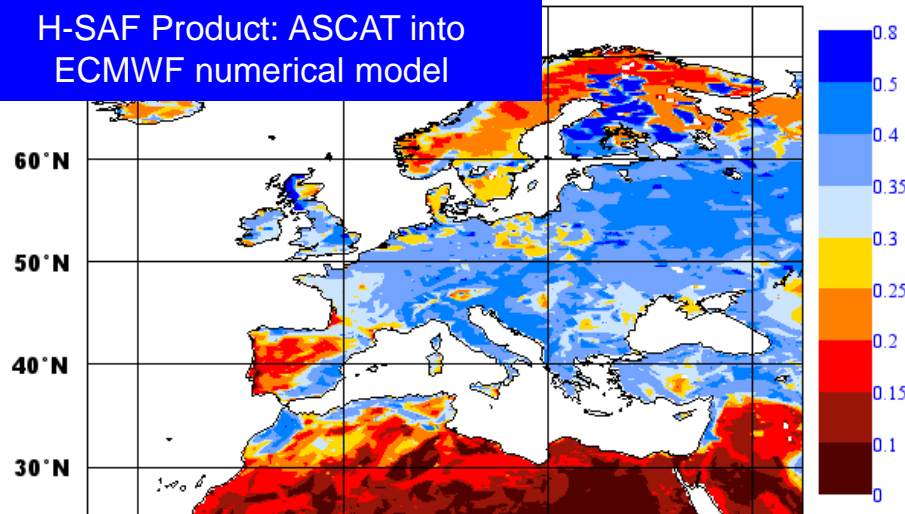 H-SAF Product: ASCAT into
ECMWF numerical model
60°N
50°N
40°N
30°N
0.8
0.5
0.4
0.35
0.3
0.25
0.2
0.15
0.1
0